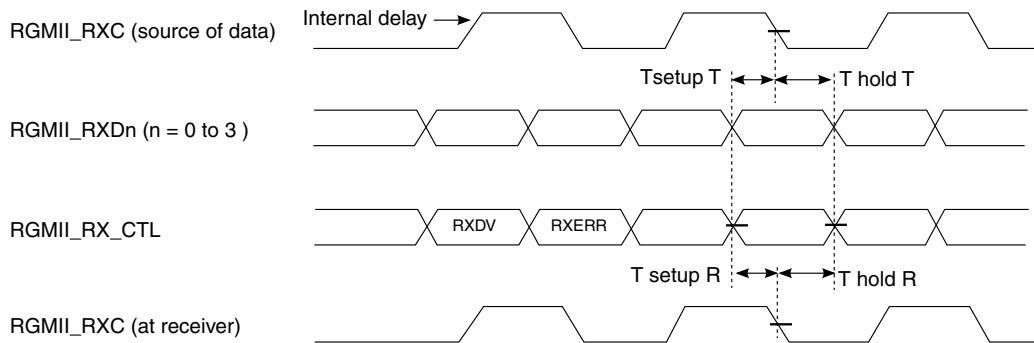 RGMII_RXC (source of data)
Internal delay
Tsetup T
T hold T
RGMII_RXDn (n = 0 to 3 )
RGMII_RX_CTL
RXDV
RXERR
T setup R
T hold R
RGMII_RXC (at receiver)